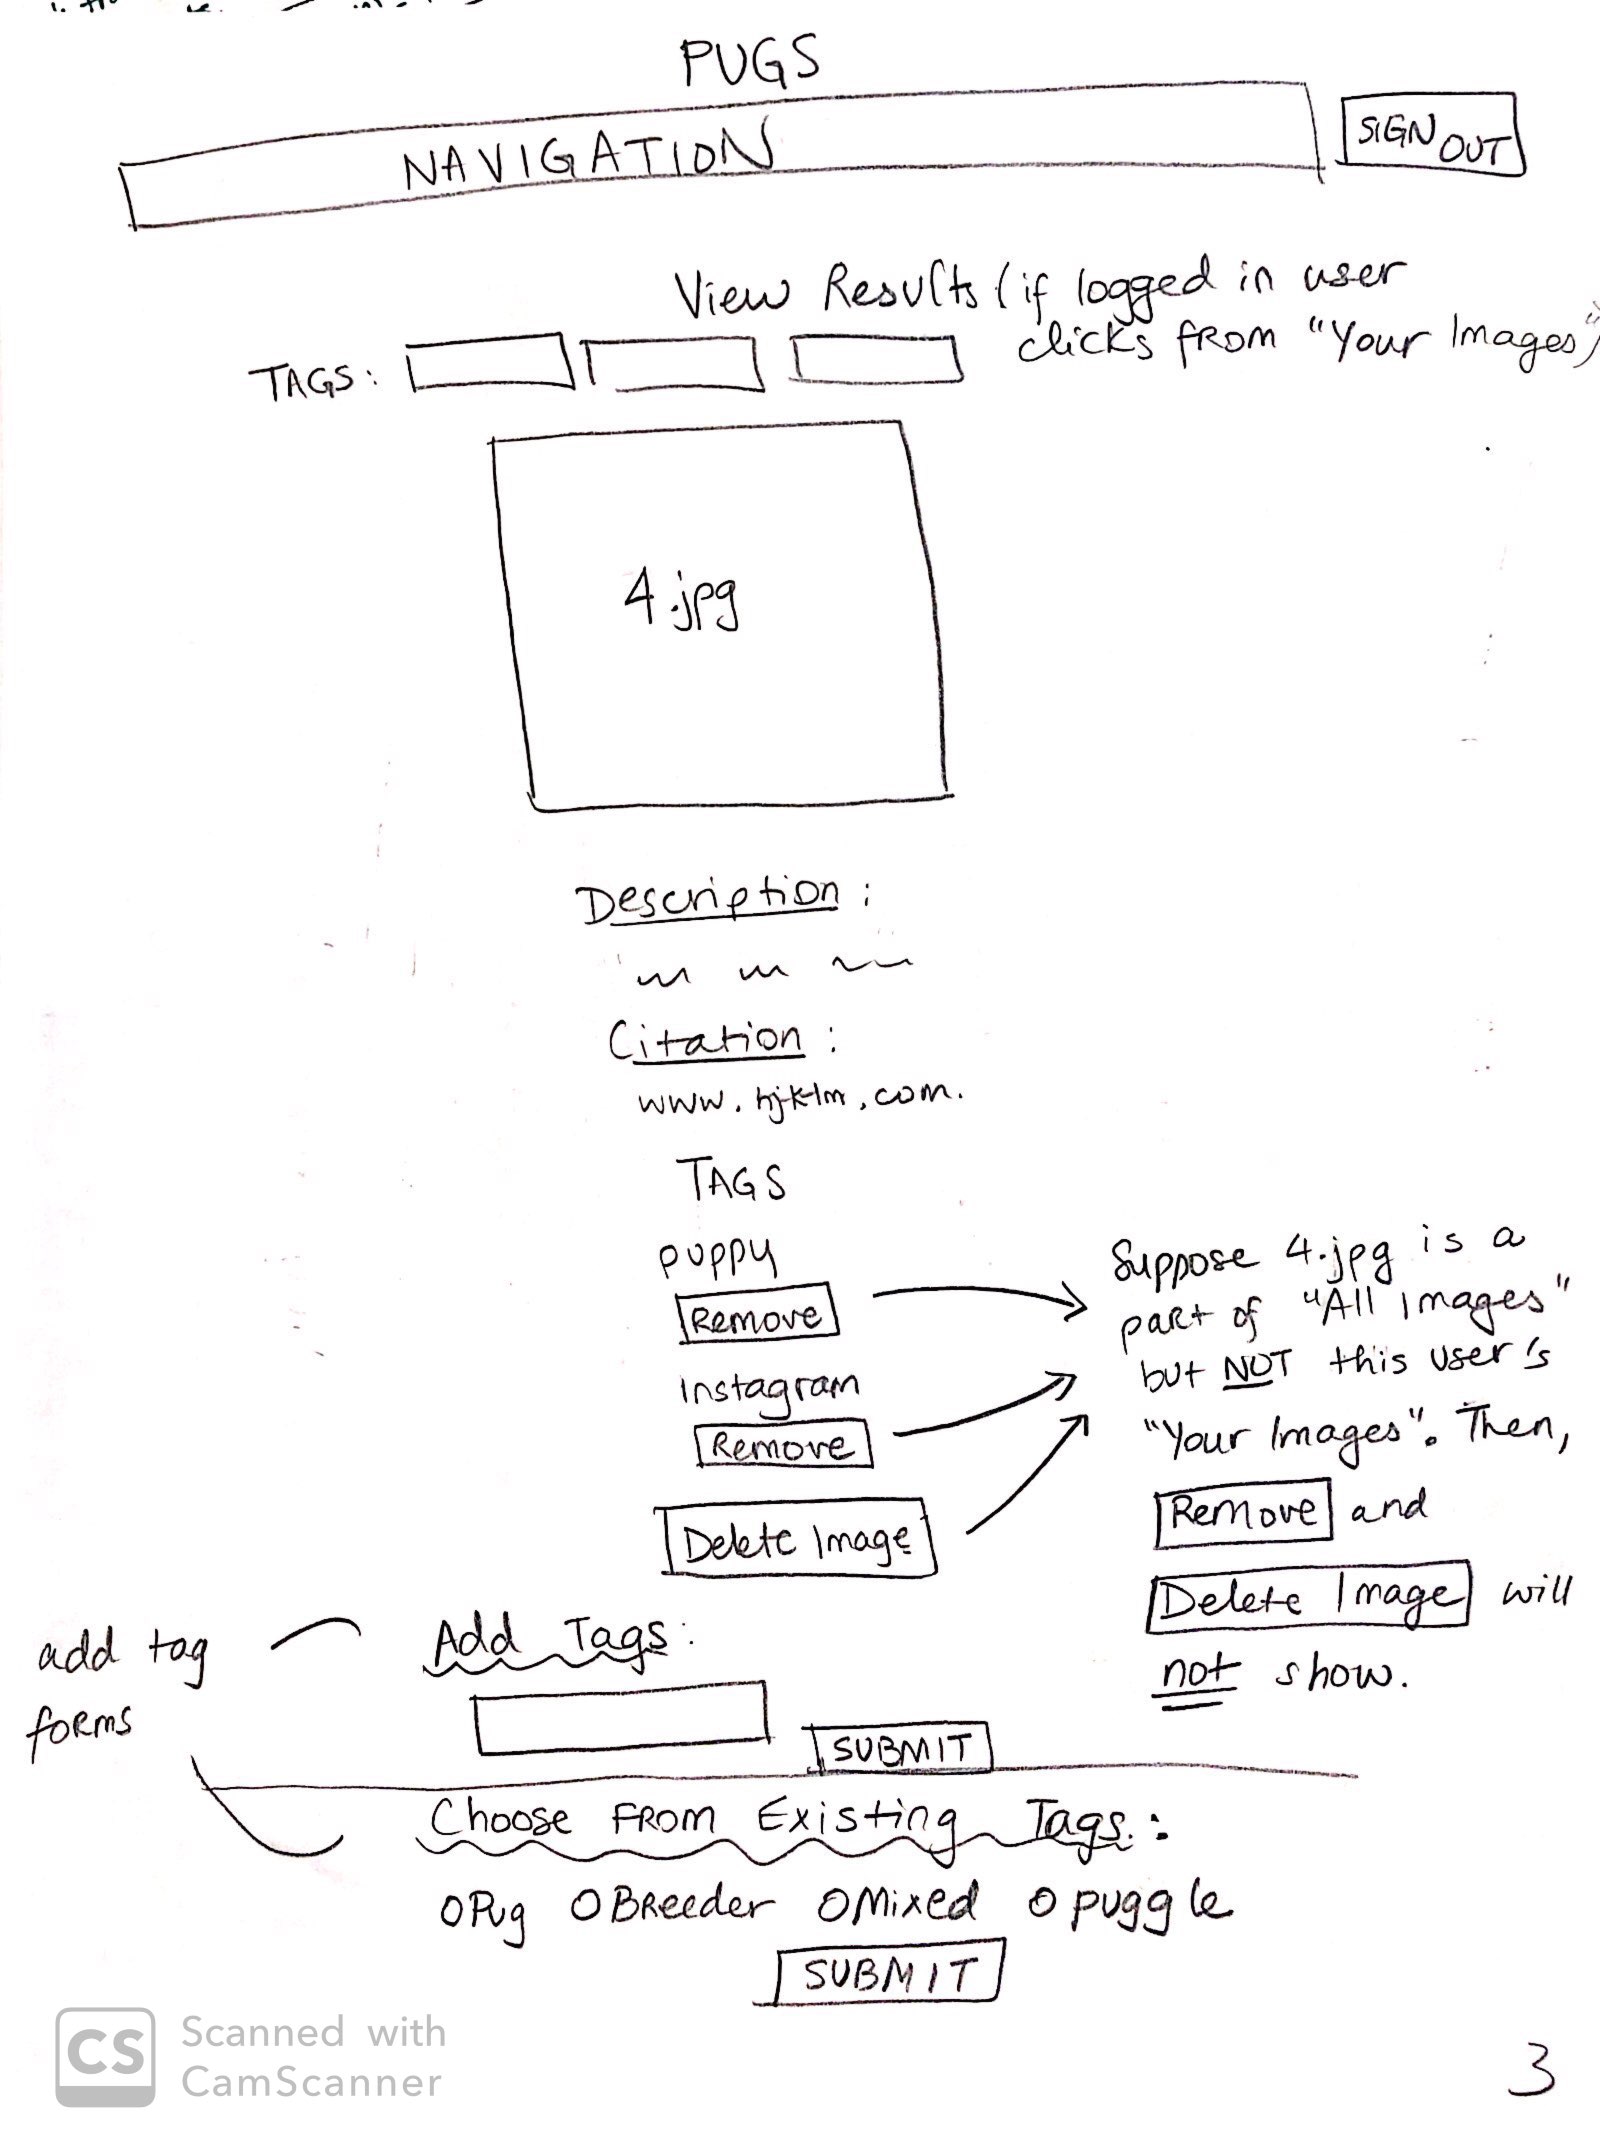 PUGS
NAVIGATION
SIGN OUT
View Results (if logged in user
clicks from "Your Images")
TAGS:
4.jpg
Description:
Citation:
www.hjklm.com.
TAGS
puppy
Remove
instagram
Remove
Delete Image
Suppose 4.jpg is a
part of "All Images"
but NOT this user's
"Your Images". Then,
Remove and
Delete Image will
not show.
add tag
forms
Add Tags:
SUBMIT
Choose FROM Existing Tags:
O Pug O Breeder O Mixed O puggle
SUBMIT
CS
Scanned with
CamScanner
3